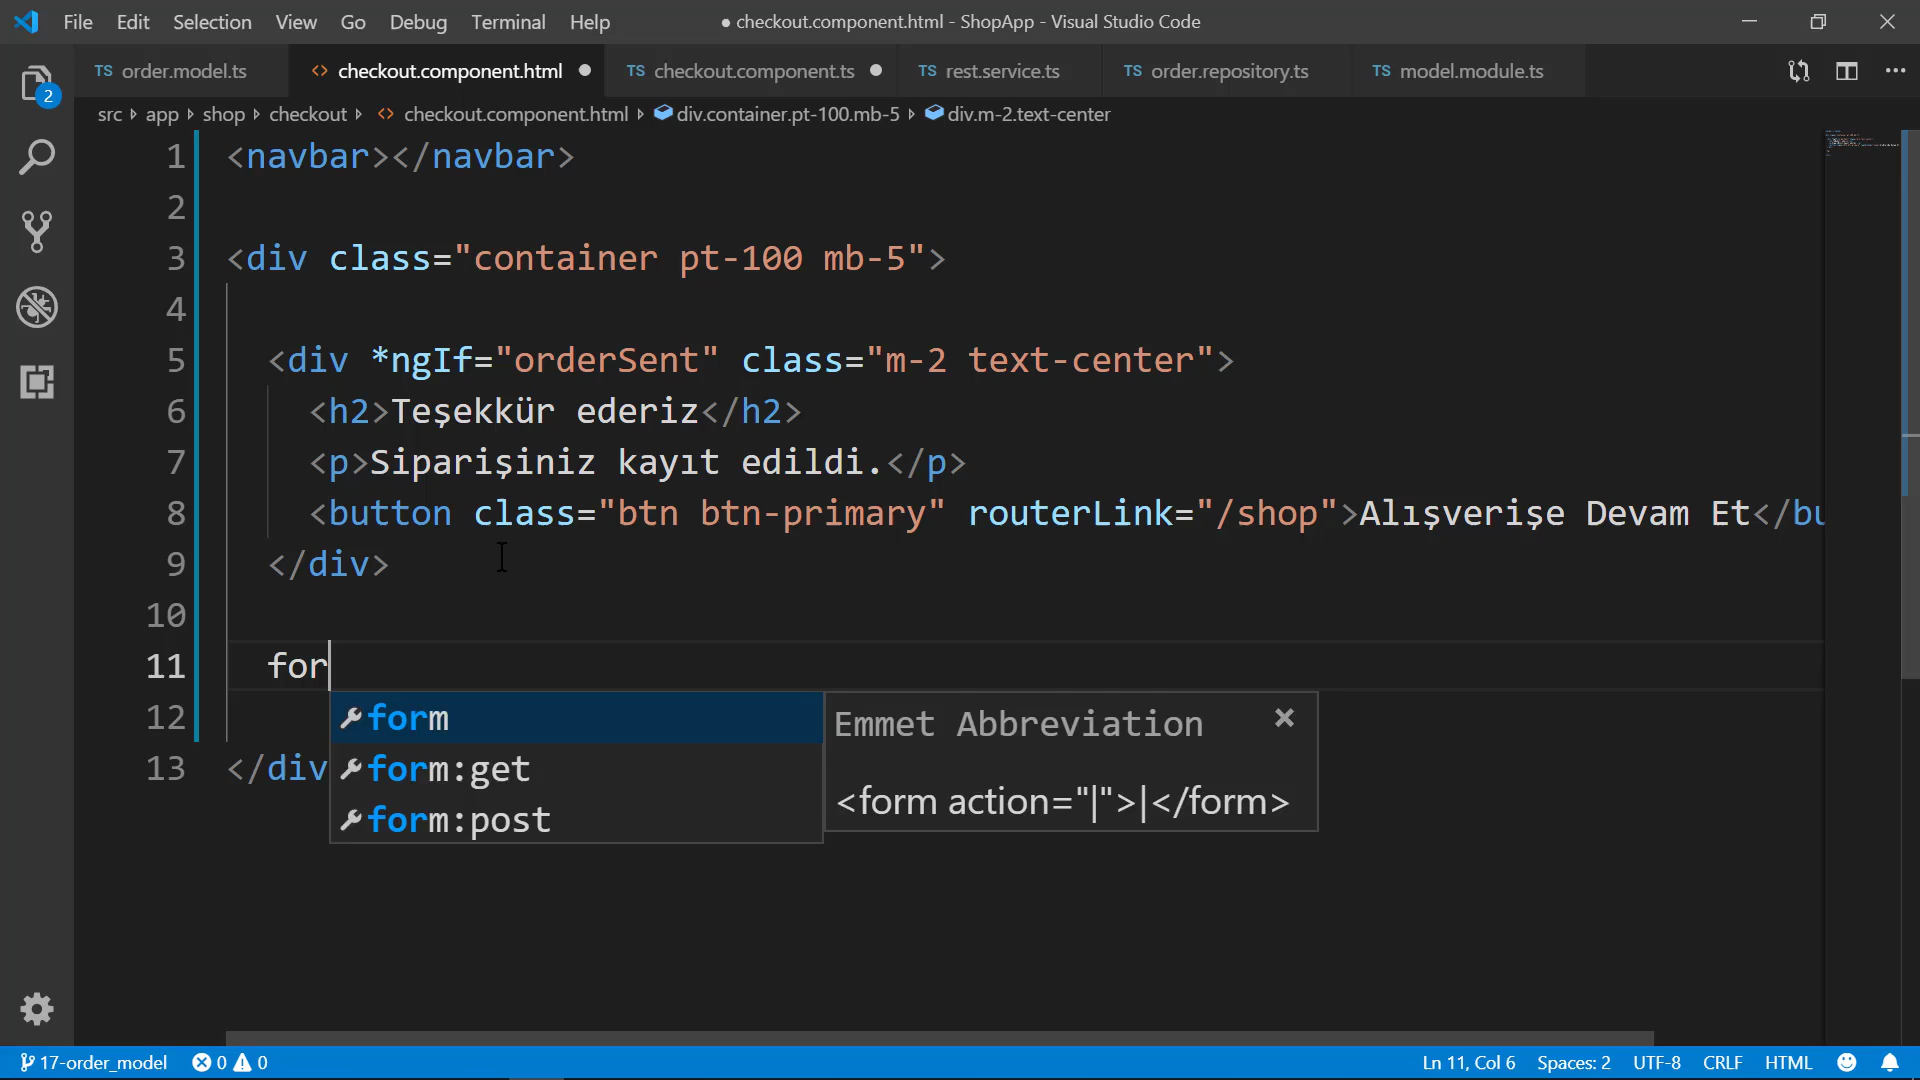 File Edit Selection View Go Debug Terminal Help ● checkout.component.html - ShopApp - Visual Studio Code
TS order.model.ts <> checkout.component.html ● TS checkout.component.ts ● TS rest.service.ts TS order.repository.ts TS model.module.ts
2
src app shop checkout <> checkout.component.html div.container.pt-100.mb-5 div.m-2.text-center
1 <navbar></navbar>
2
3 <div class="container pt-100 mb-5">
4
5 <div *ngIf="orderSent" class="m-2 text-center">
6 <h2>Teşekkür ederiz</h2>
7 <p>Siparişiniz kayıt edildi.</p>
8 <button class="btn btn-primary" routerLink="/shop">Alışverişe Devam Et</bu
9 </div>
10
11 for
12
13 </div
form
form:get
form:post
Emmet Abbreviation
<form action="|">|</form>
17-order_model 0 0 Ln 11, Col 6 Spaces: 2 UTF-8 CRLF HTML